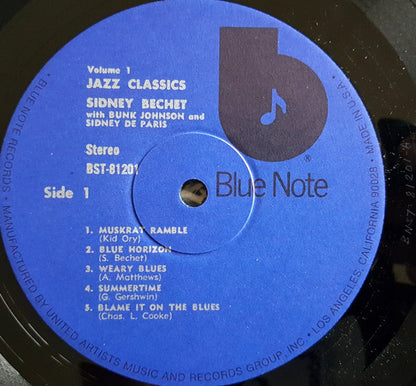 Volume 1
JAZZ CLASSICS
SIDNEY BECHET
with BUNK JOHNSON and
SIDNEY DE PARIS
Stereo
BST-81201
Side 1
b
®
Blue Note
1. MUSKRAT RAMBLE
(Kid Ory)
2. BLUE HORIZON
(S. Bechet)
3. WEARY BLUES
(A. Matthews)
4. SUMMERTIME
(G. Gershwin)
5. BLAME IT ON THE BLUES
(Chas. L. Cooke)
• BLUE NOTE RECORDS • MANUFACTURED BY UNITED ARTISTS MUSIC AND RECORDS GROUP, INC • LOS ANGELES, CALIFORNIA 90028 • MADE IN U.S.A.